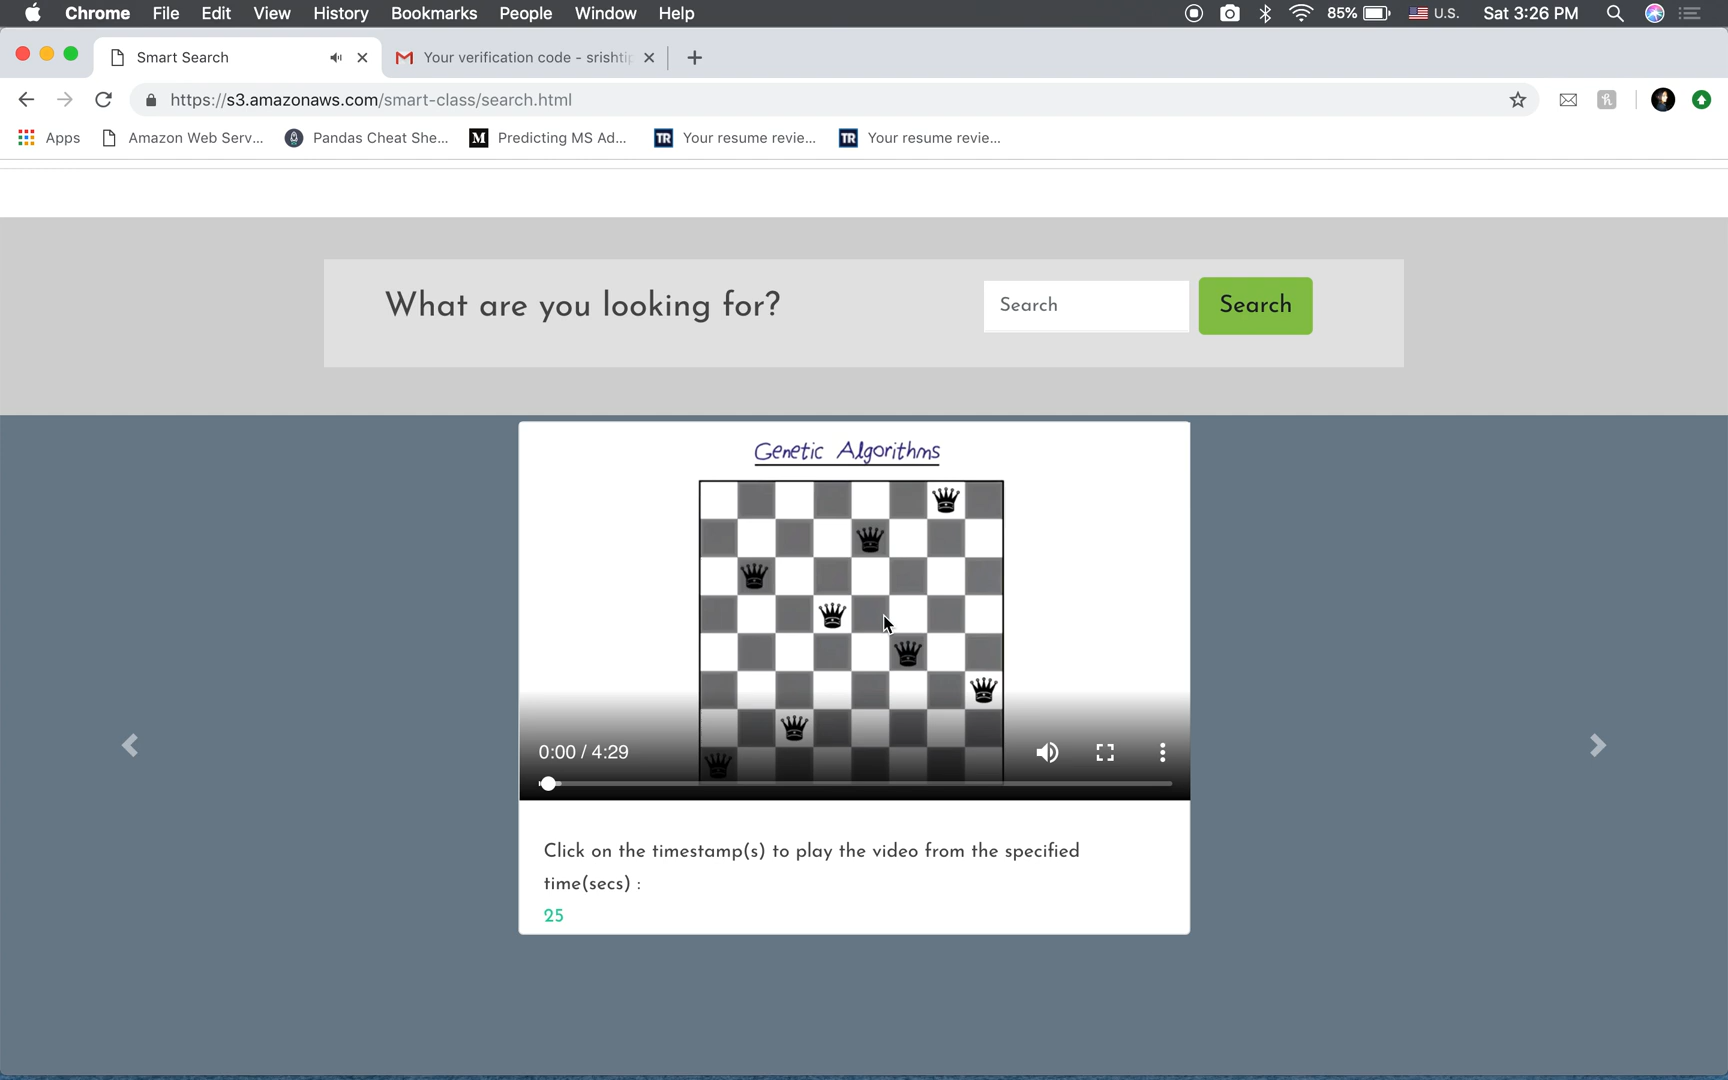 Chrome File Edit View History Bookmarks People Window Help 85% U.S. Sat 3:26 PM
Smart Search Your verification code - srishtip
https://s3.amazonaws.com/smart-class/search.html
Apps Amazon Web Serv... Pandas Cheat She... M Predicting MS Ad... TR Your resume revie... TR Your resume revie...
What are you looking for? Search Search
Genetic Algorithms
0:00 / 4:29
Click on the timestamp(s) to play the video from the specified
time(secs) :
25